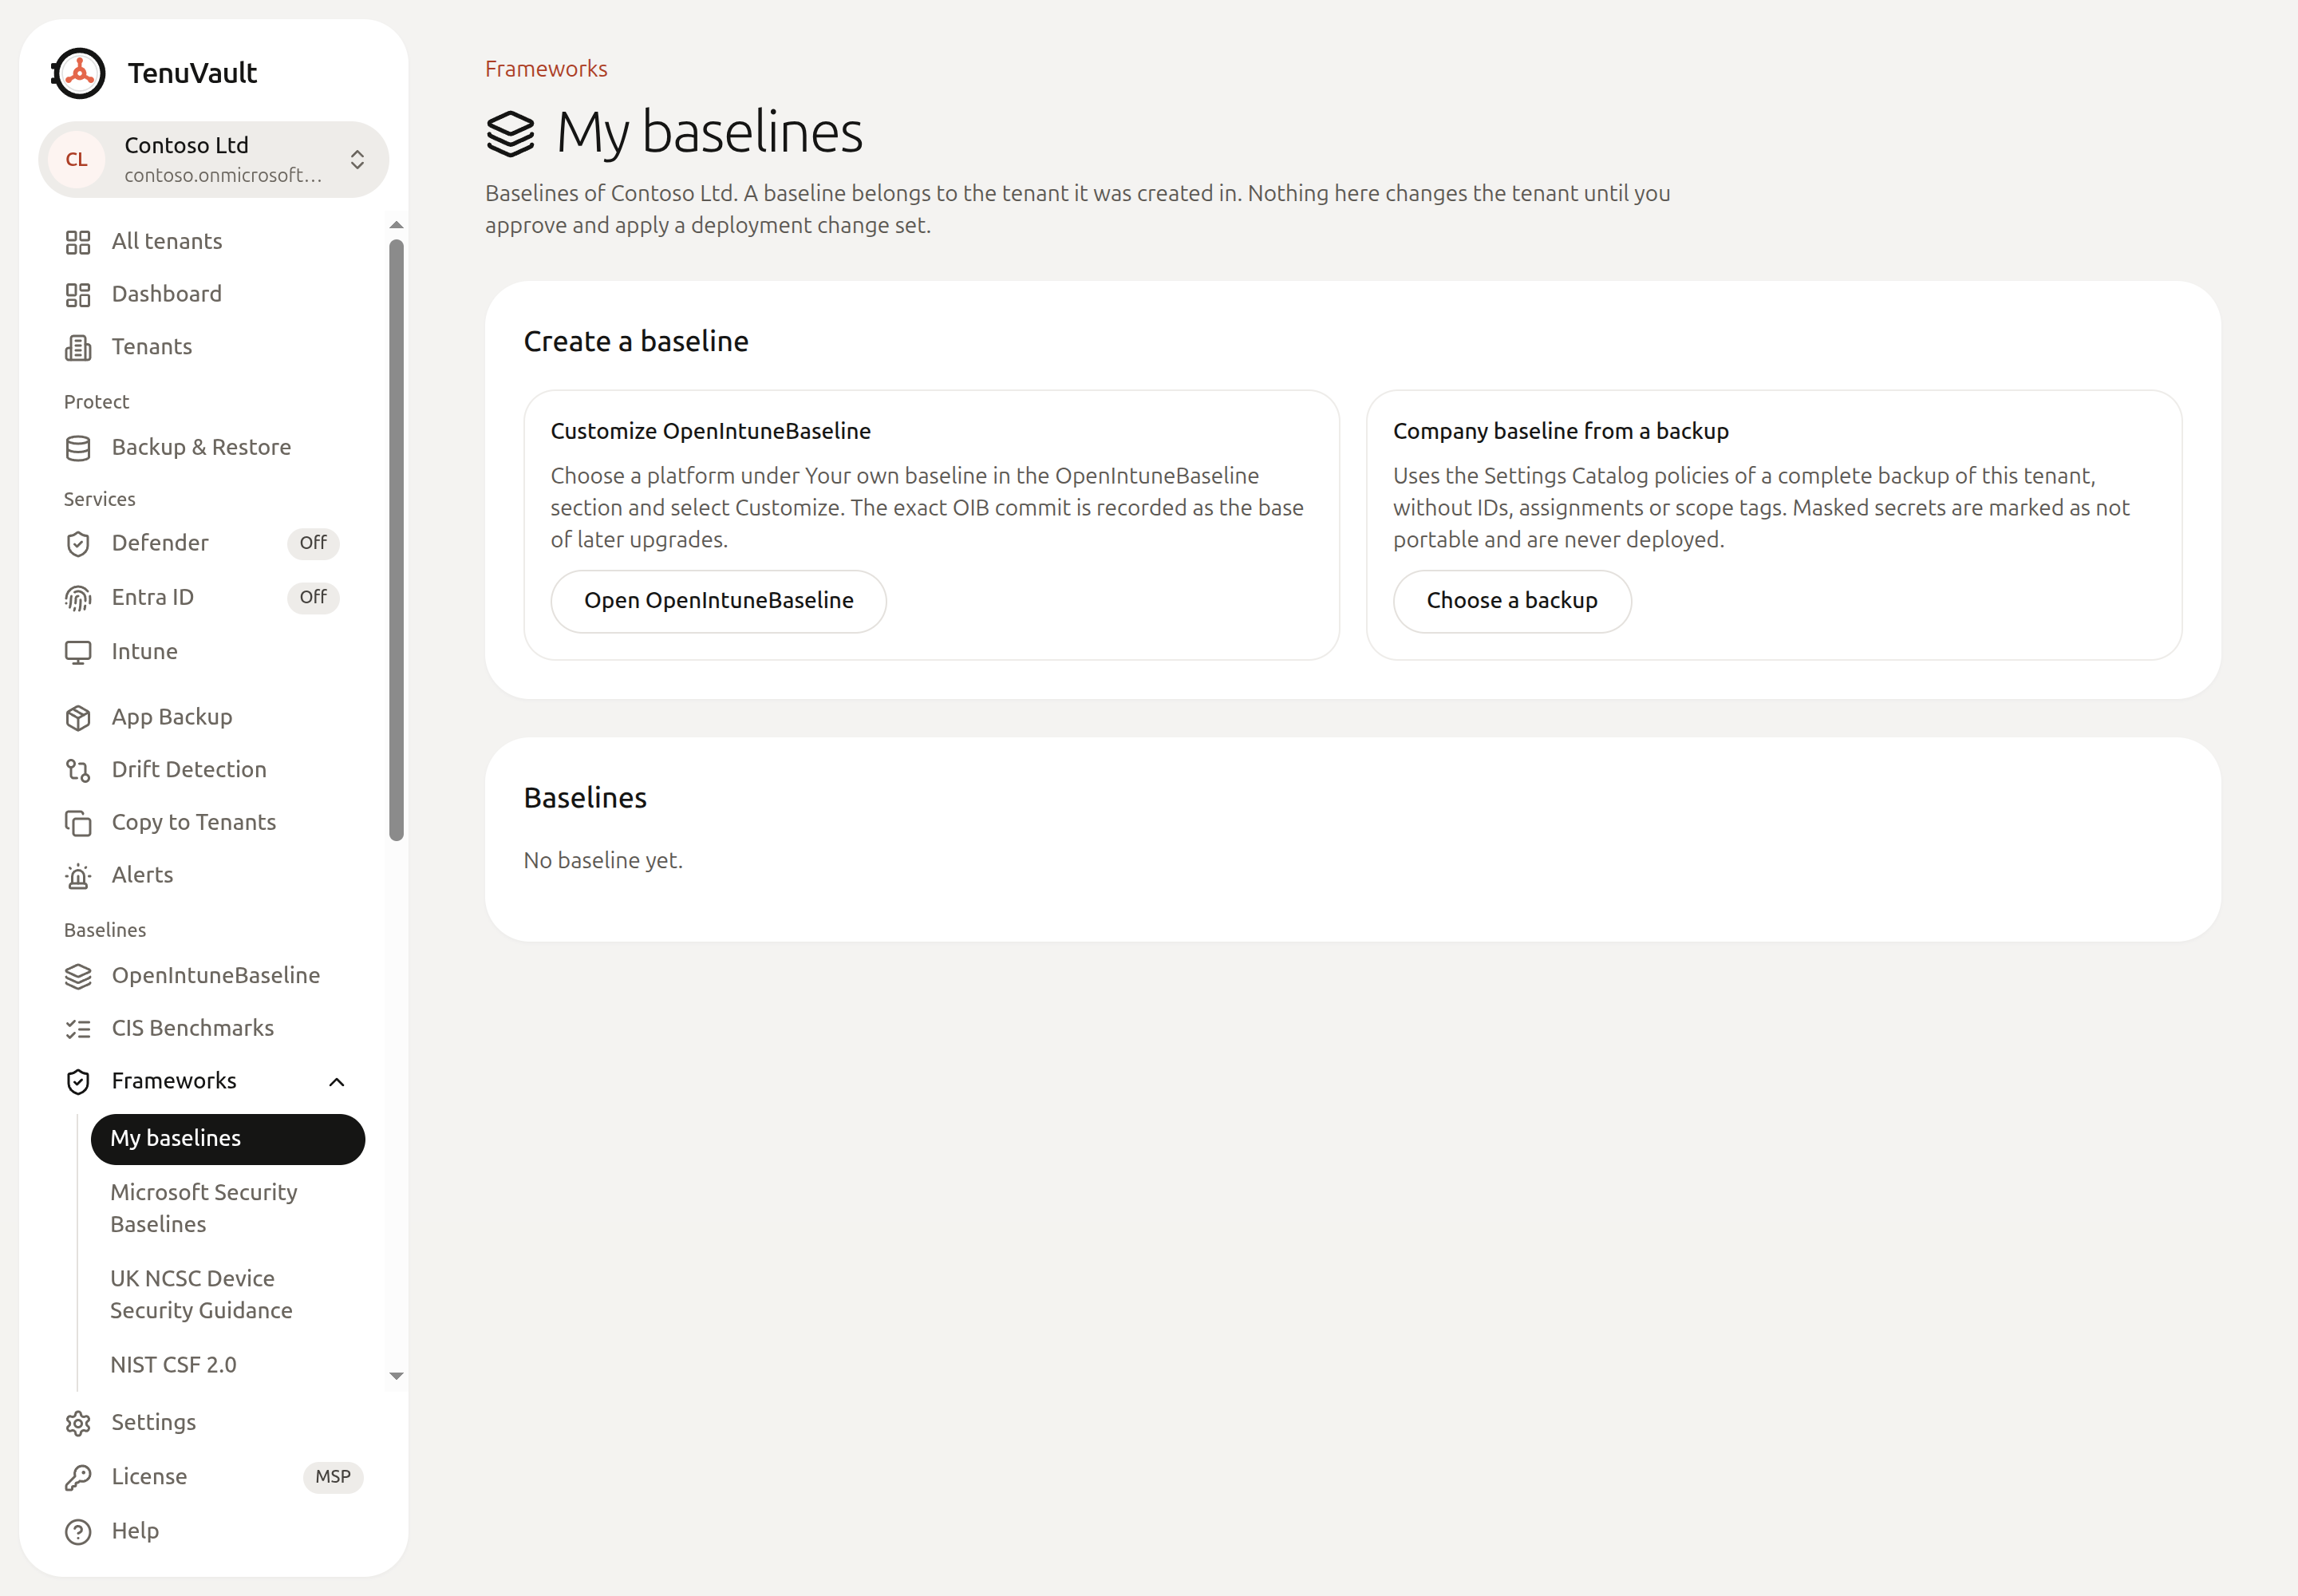 TenuVault
CL
Contoso Ltd
contoso.onmicrosoft...
All tenants
Dashboard
Tenants
Protect
Backup & Restore
Services
Defender Off
Entra ID Off
Intune
App Backup
Drift Detection
Copy to Tenants
Alerts
Baselines
OpenIntuneBaseline
CIS Benchmarks
Frameworks
My baselines
Microsoft Security
Baselines
UK NCSC Device
Security Guidance
NIST CSF 2.0
Settings
License MSP
Help
Frameworks
My baselines
Baselines of Contoso Ltd. A baseline belongs to the tenant it was created in. Nothing here changes the tenant until you
approve and apply a deployment change set.
Create a baseline
Customize OpenIntuneBaseline
Choose a platform under Your own baseline in the OpenIntuneBaseline
section and select Customize. The exact OIB commit is recorded as the base
of later upgrades.
Open OpenIntuneBaseline
Company baseline from a backup
Uses the Settings Catalog policies of a complete backup of this tenant,
without IDs, assignments or scope tags. Masked secrets are marked as not
portable and are never deployed.
Choose a backup
Baselines
No baseline yet.